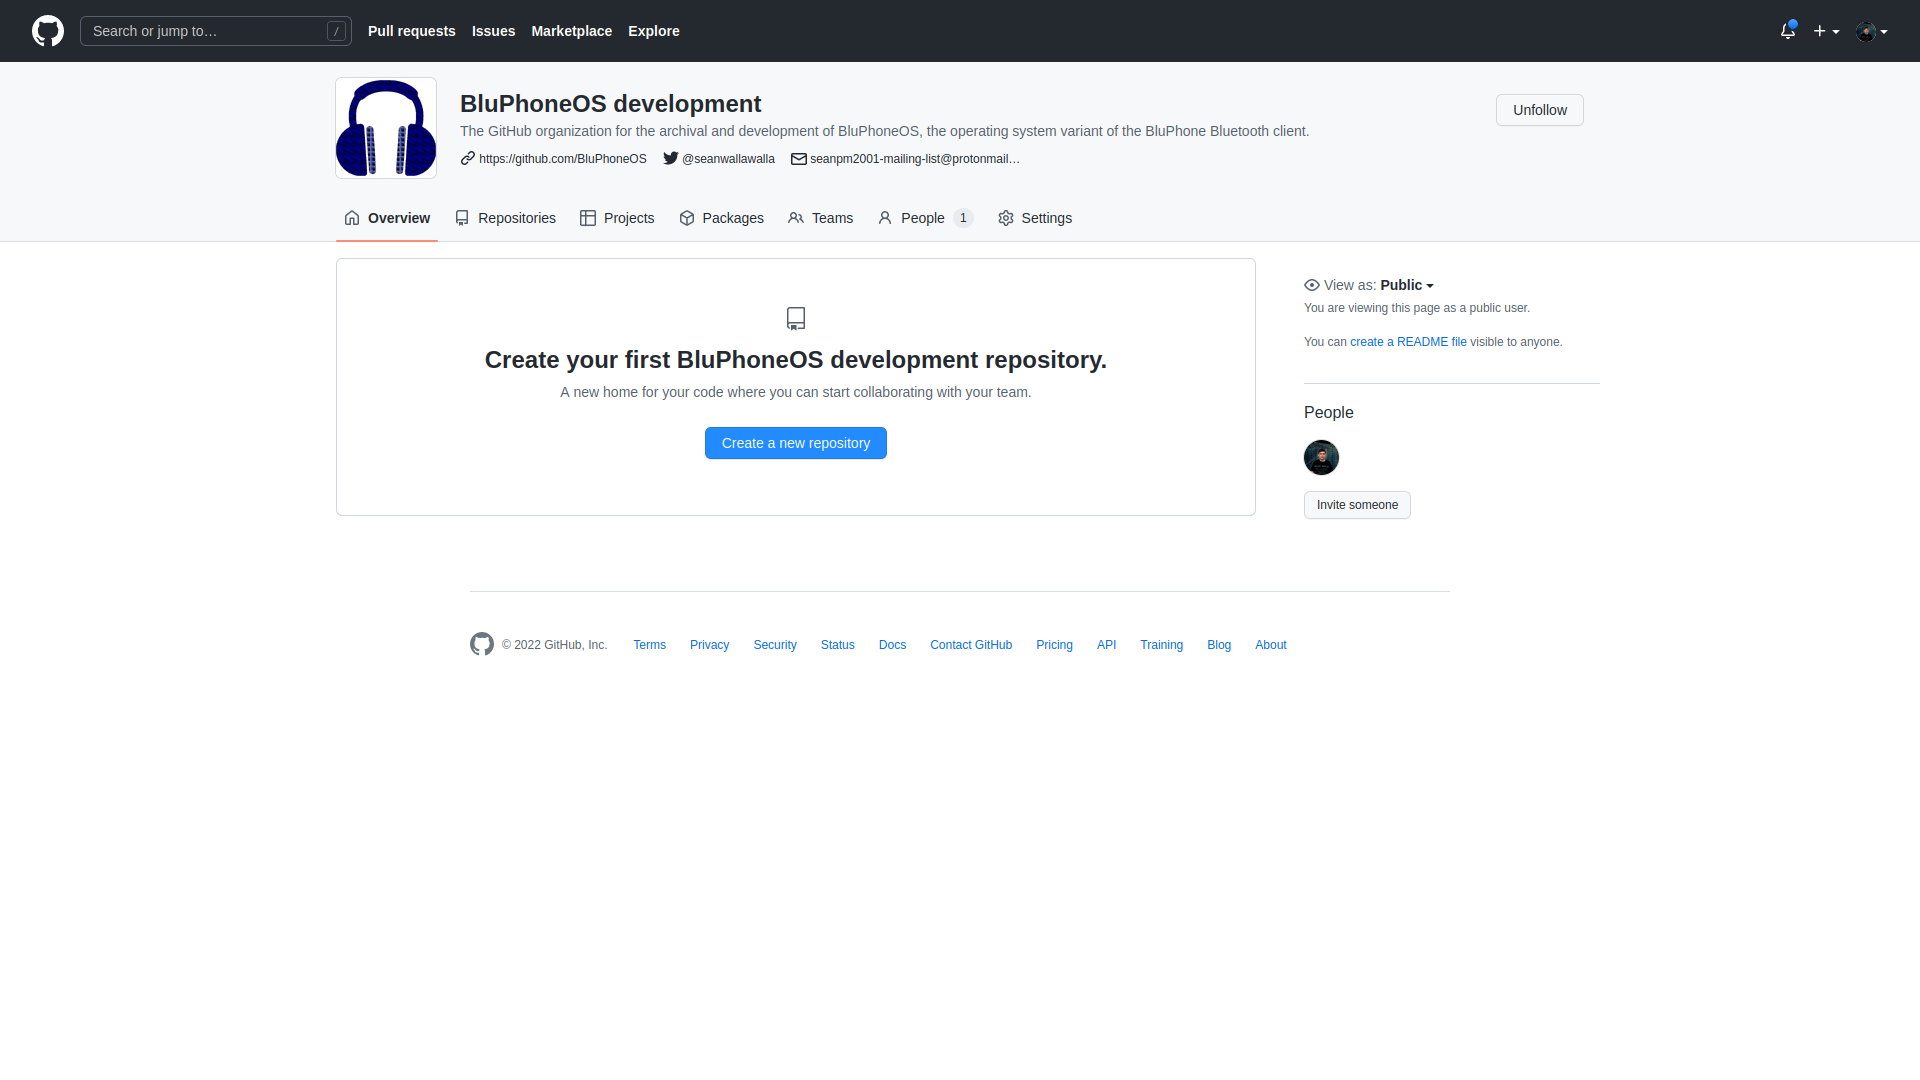 Search or jump to… /
Pull requests Issues Marketplace Explore
BluPhoneOS development
Unfollow
The GitHub organization for the archival and development of BluPhoneOS, the operating system variant of the BluPhone Bluetooth client.
https://github.com/BluPhoneOS @seanwallawalla seanpm2001-mailing-list@protonmail…
Overview Repositories Projects Packages Teams People 1 Settings
Create your first BluPhoneOS development repository.
A new home for your code where you can start collaborating with your team.
Create a new repository
View as: Public
You are viewing this page as a public user.
You can create a README file visible to anyone.
People
Invite someone
© 2022 GitHub, Inc. Terms Privacy Security Status Docs Contact GitHub Pricing API Training Blog About